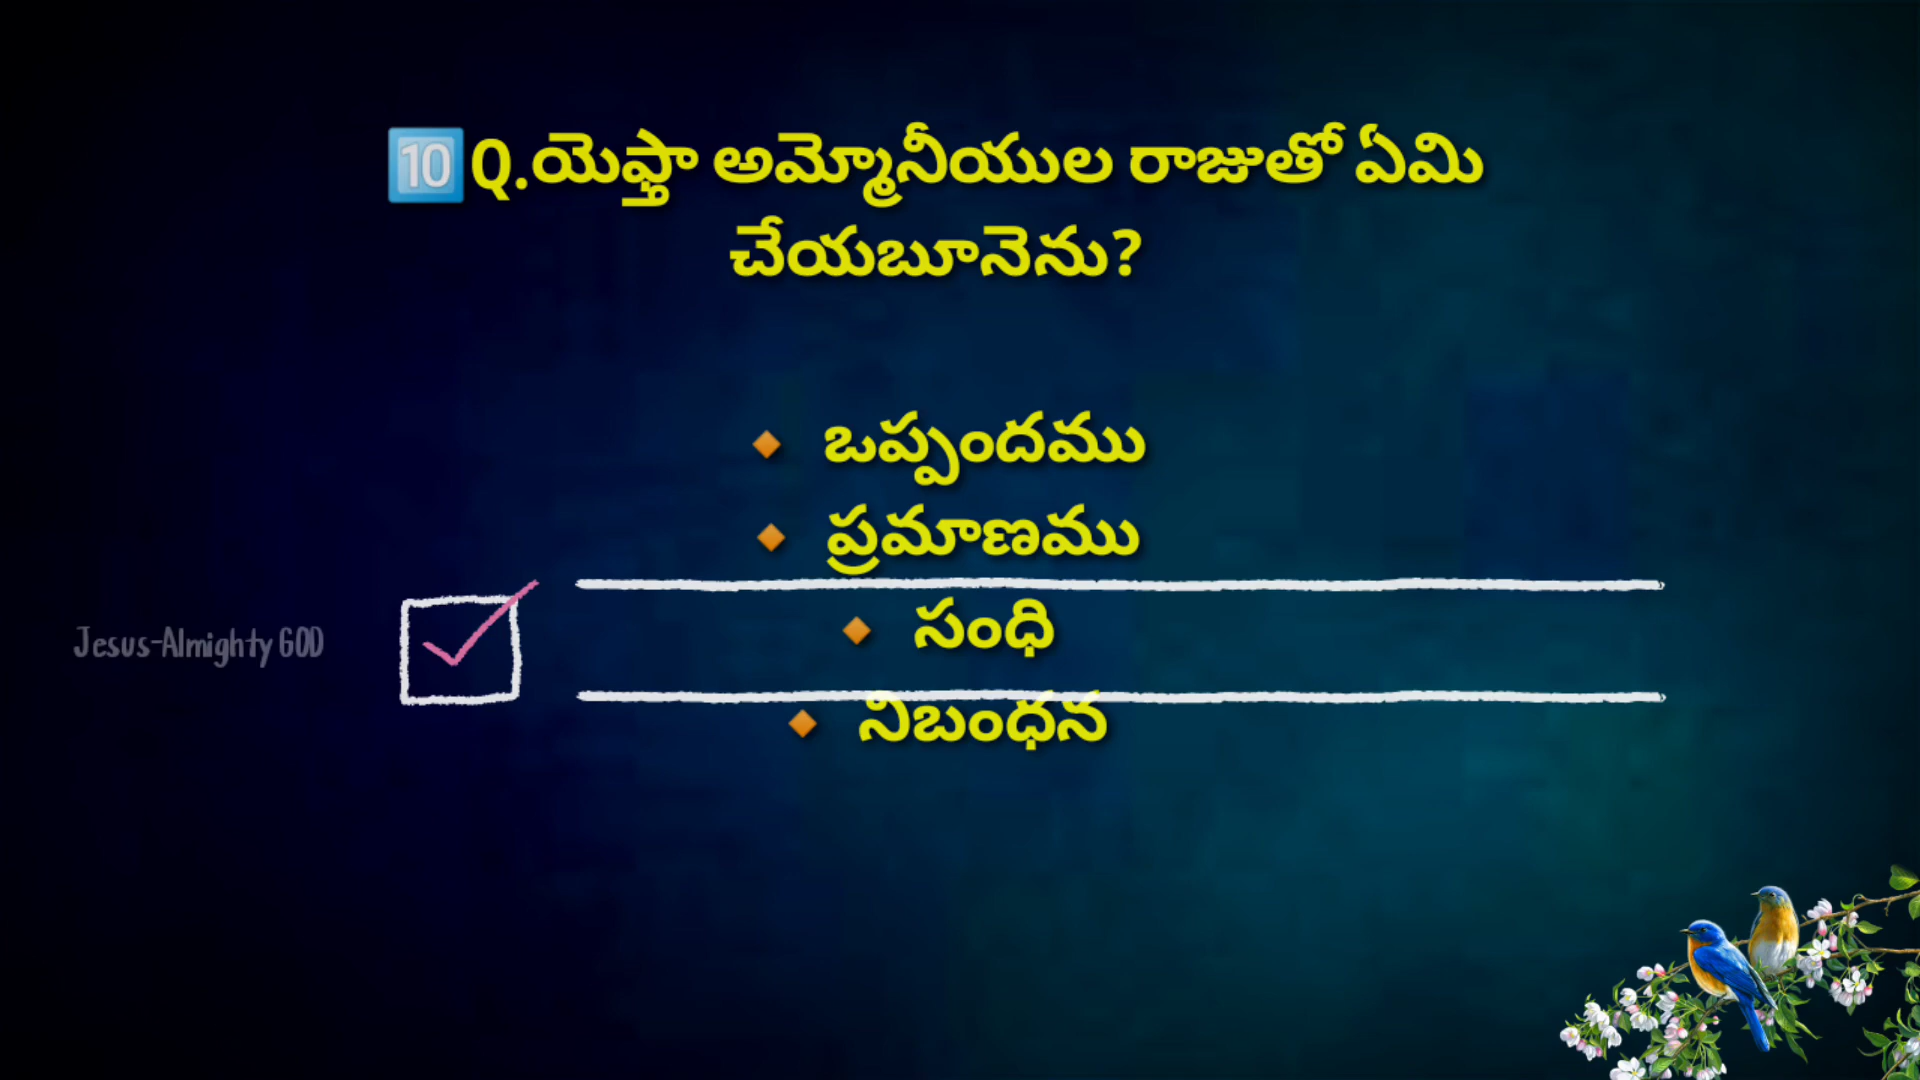 🔟Q.యెఫ్తా అమ్మోనీయుల రాజుతో ఏమి
చేయబూనెను?
🔸 ఒప్పందము
🔸 ప్రమాణము
🔸 సంధి
🔸 నిబంధన
Jesus-Almighty GOD